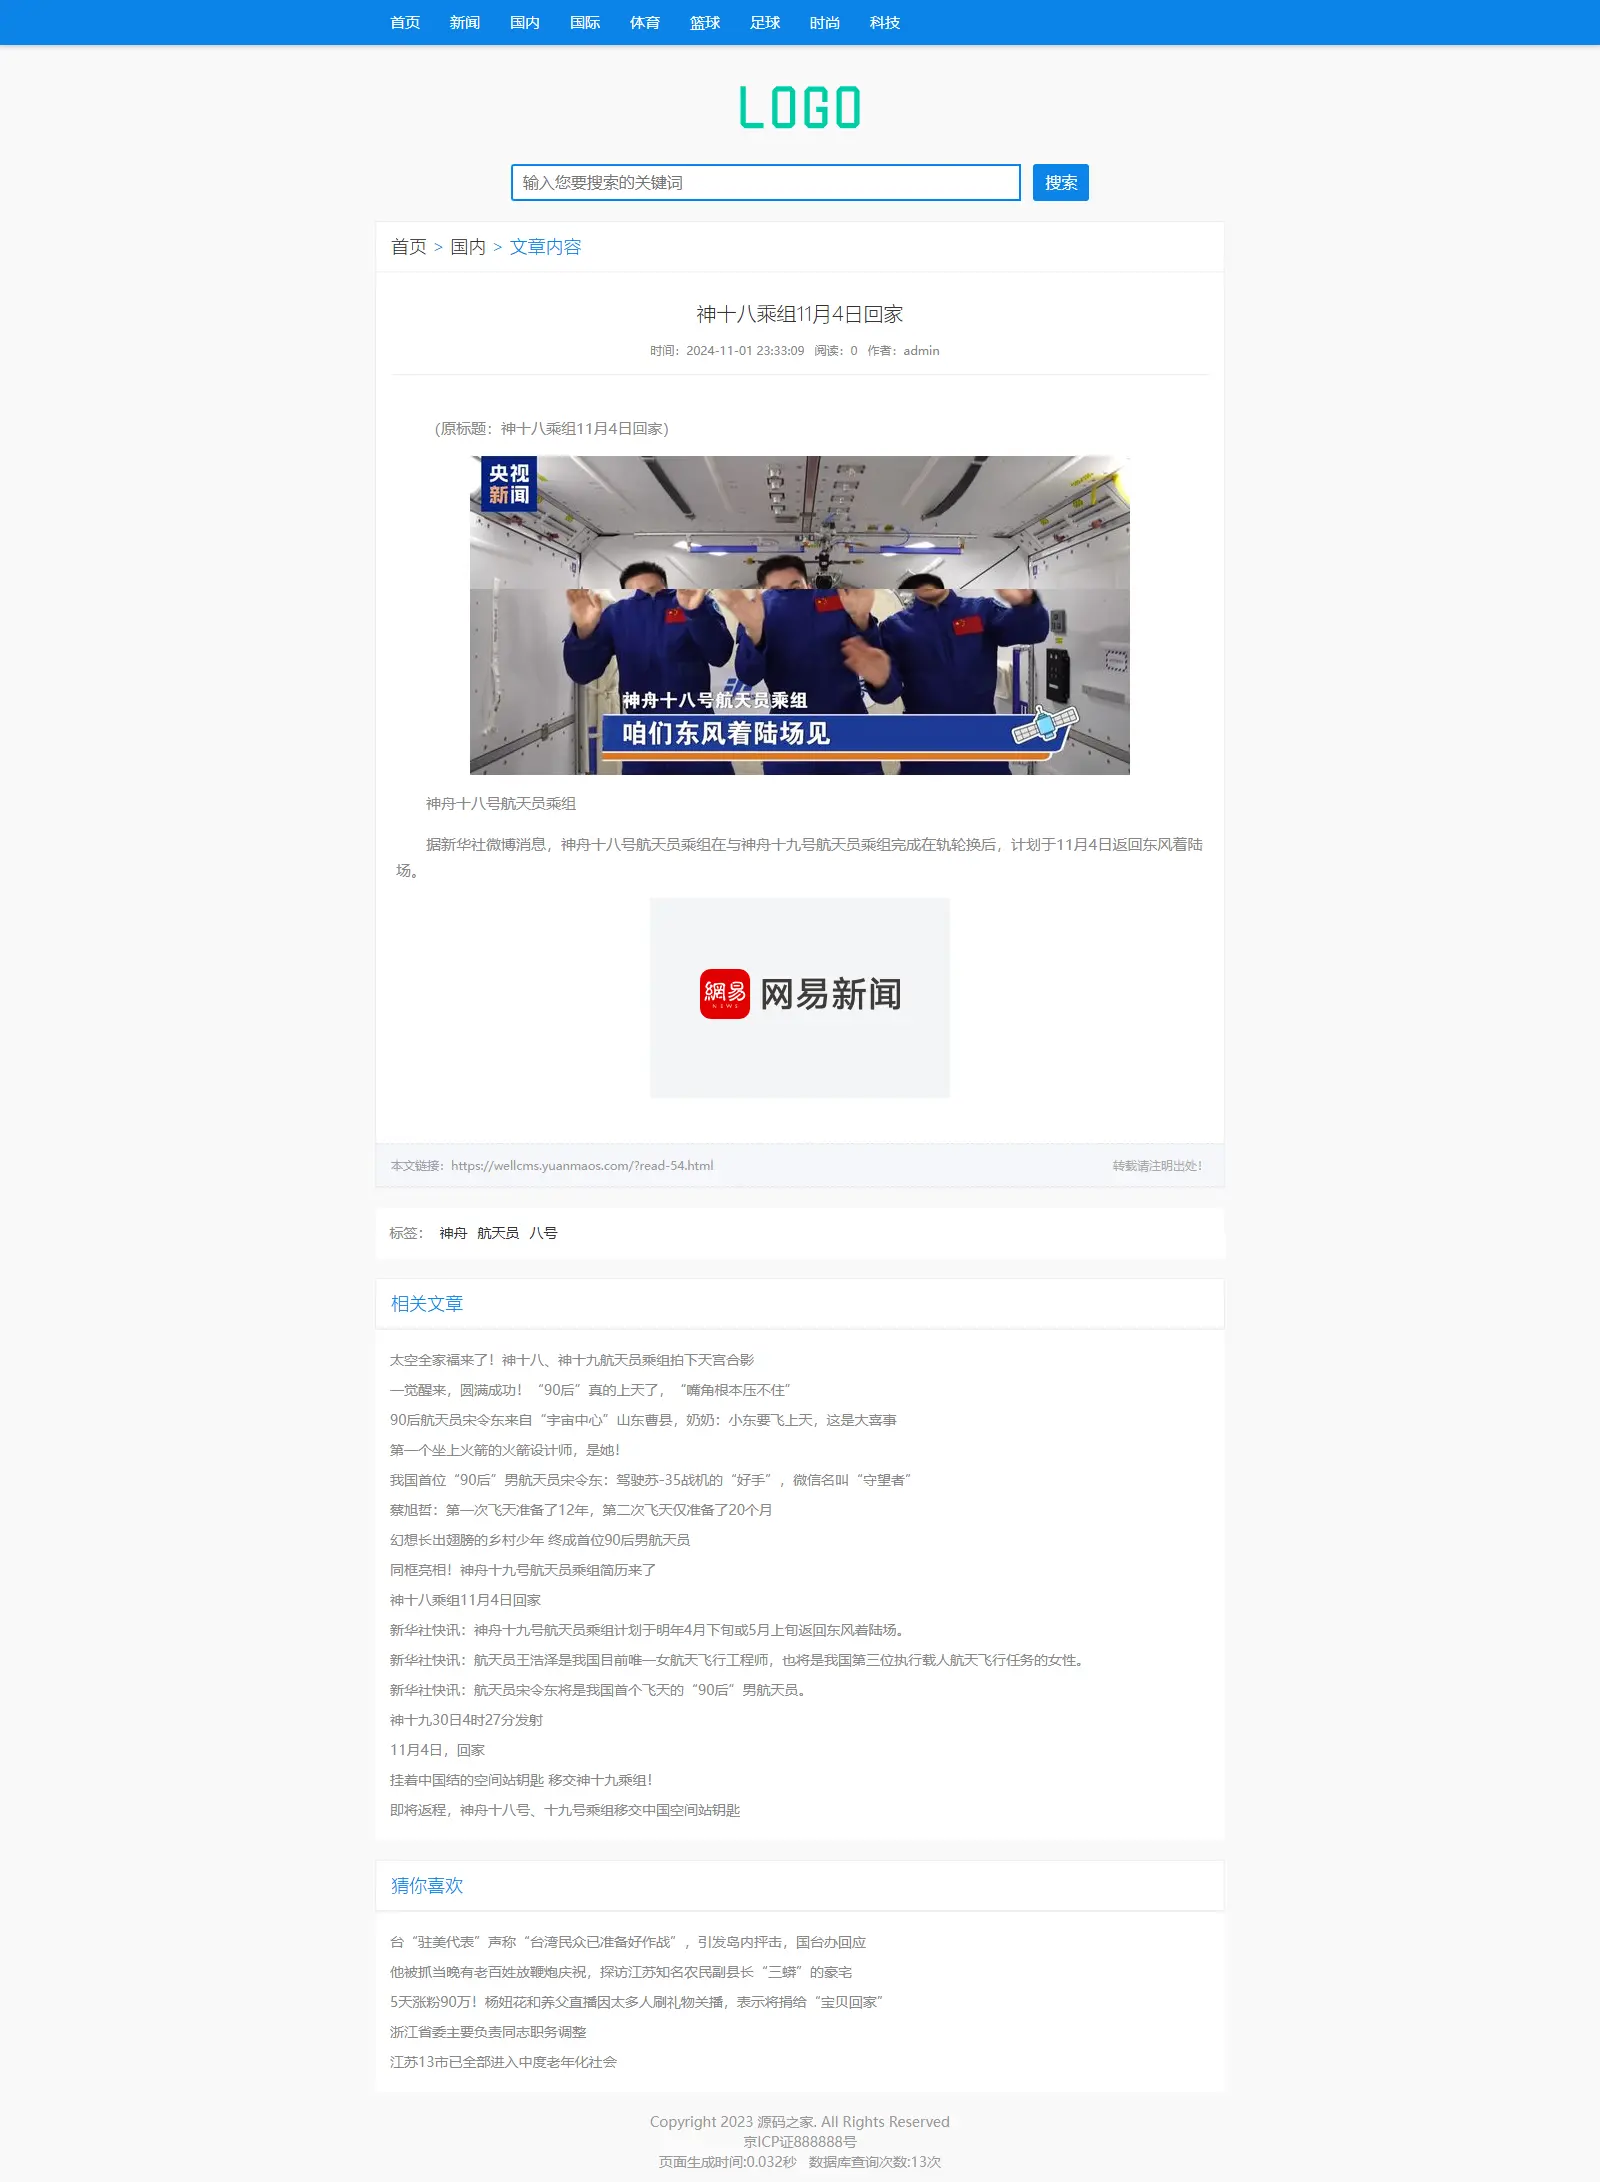 首页 新闻 国内 国际 体育 篮球 足球 时尚 科技
LOGO
输入您要搜索的关键词 搜索
首页 > 国内 > 文章内容
神十八乘组11月4日回家
时间：2024-11-01 23:33:09 阅读：0 作者：admin
（原标题：神十八乘组11月4日回家）
央视
新闻
神舟十八号航天员乘组
咱们东风着陆场见
神舟十八号航天员乘组
据新华社微博消息，神舟十八号航天员乘组在与神舟十九号航天员乘组完成在轨轮换后，计划于11月4日返回东风着陆
场。
網易 NEWS 网易新闻
本文链接：https://wellcms.yuanmaos.com/?read-54.html 转载请注明出处！
标签： 神舟 航天员 八号
相关文章
太空全家福来了！神十八、神十九航天员乘组拍下天宫合影
一觉醒来，圆满成功！“90后”真的上天了，“嘴角根本压不住”
90后航天员宋令东来自“宇宙中心”山东曹县，奶奶：小东要飞上天，这是大喜事
第一个坐上火箭的火箭设计师，是她！
我国首位“90后”男航天员宋令东：驾驶苏-35战机的“好手”，微信名叫“守望者”
蔡旭哲：第一次飞天准备了12年，第二次飞天仅准备了20个月
幻想长出翅膀的乡村少年 终成首位90后男航天员
同框亮相！神舟十九号航天员乘组简历来了
神十八乘组11月4日回家
新华社快讯：神舟十九号航天员乘组计划于明年4月下旬或5月上旬返回东风着陆场。
新华社快讯：航天员王浩泽是我国目前唯一女航天飞行工程师，也将是我国第三位执行载人航天飞行任务的女性。
新华社快讯：航天员宋令东将是我国首个飞天的“90后”男航天员。
神十九30日4时27分发射
11月4日，回家
挂着中国结的空间站钥匙 移交神十九乘组！
即将返程，神舟十八号、十九号乘组移交中国空间站钥匙
猜你喜欢
台“驻美代表”声称“台湾民众已准备好作战”，引发岛内抨击，国台办回应
他被抓当晚有老百姓放鞭炮庆祝，探访江苏知名农民副县长“三蟒”的豪宅
5天涨粉90万！杨妞花和养父直播因太多人刷礼物关播，表示将捐给“宝贝回家”
浙江省委主要负责同志职务调整
江苏13市已全部进入中度老年化社会
Copyright 2023 源码之家. All Rights Reserved
京ICP证888888号
页面生成时间:0.032秒 数据库查询次数:13次